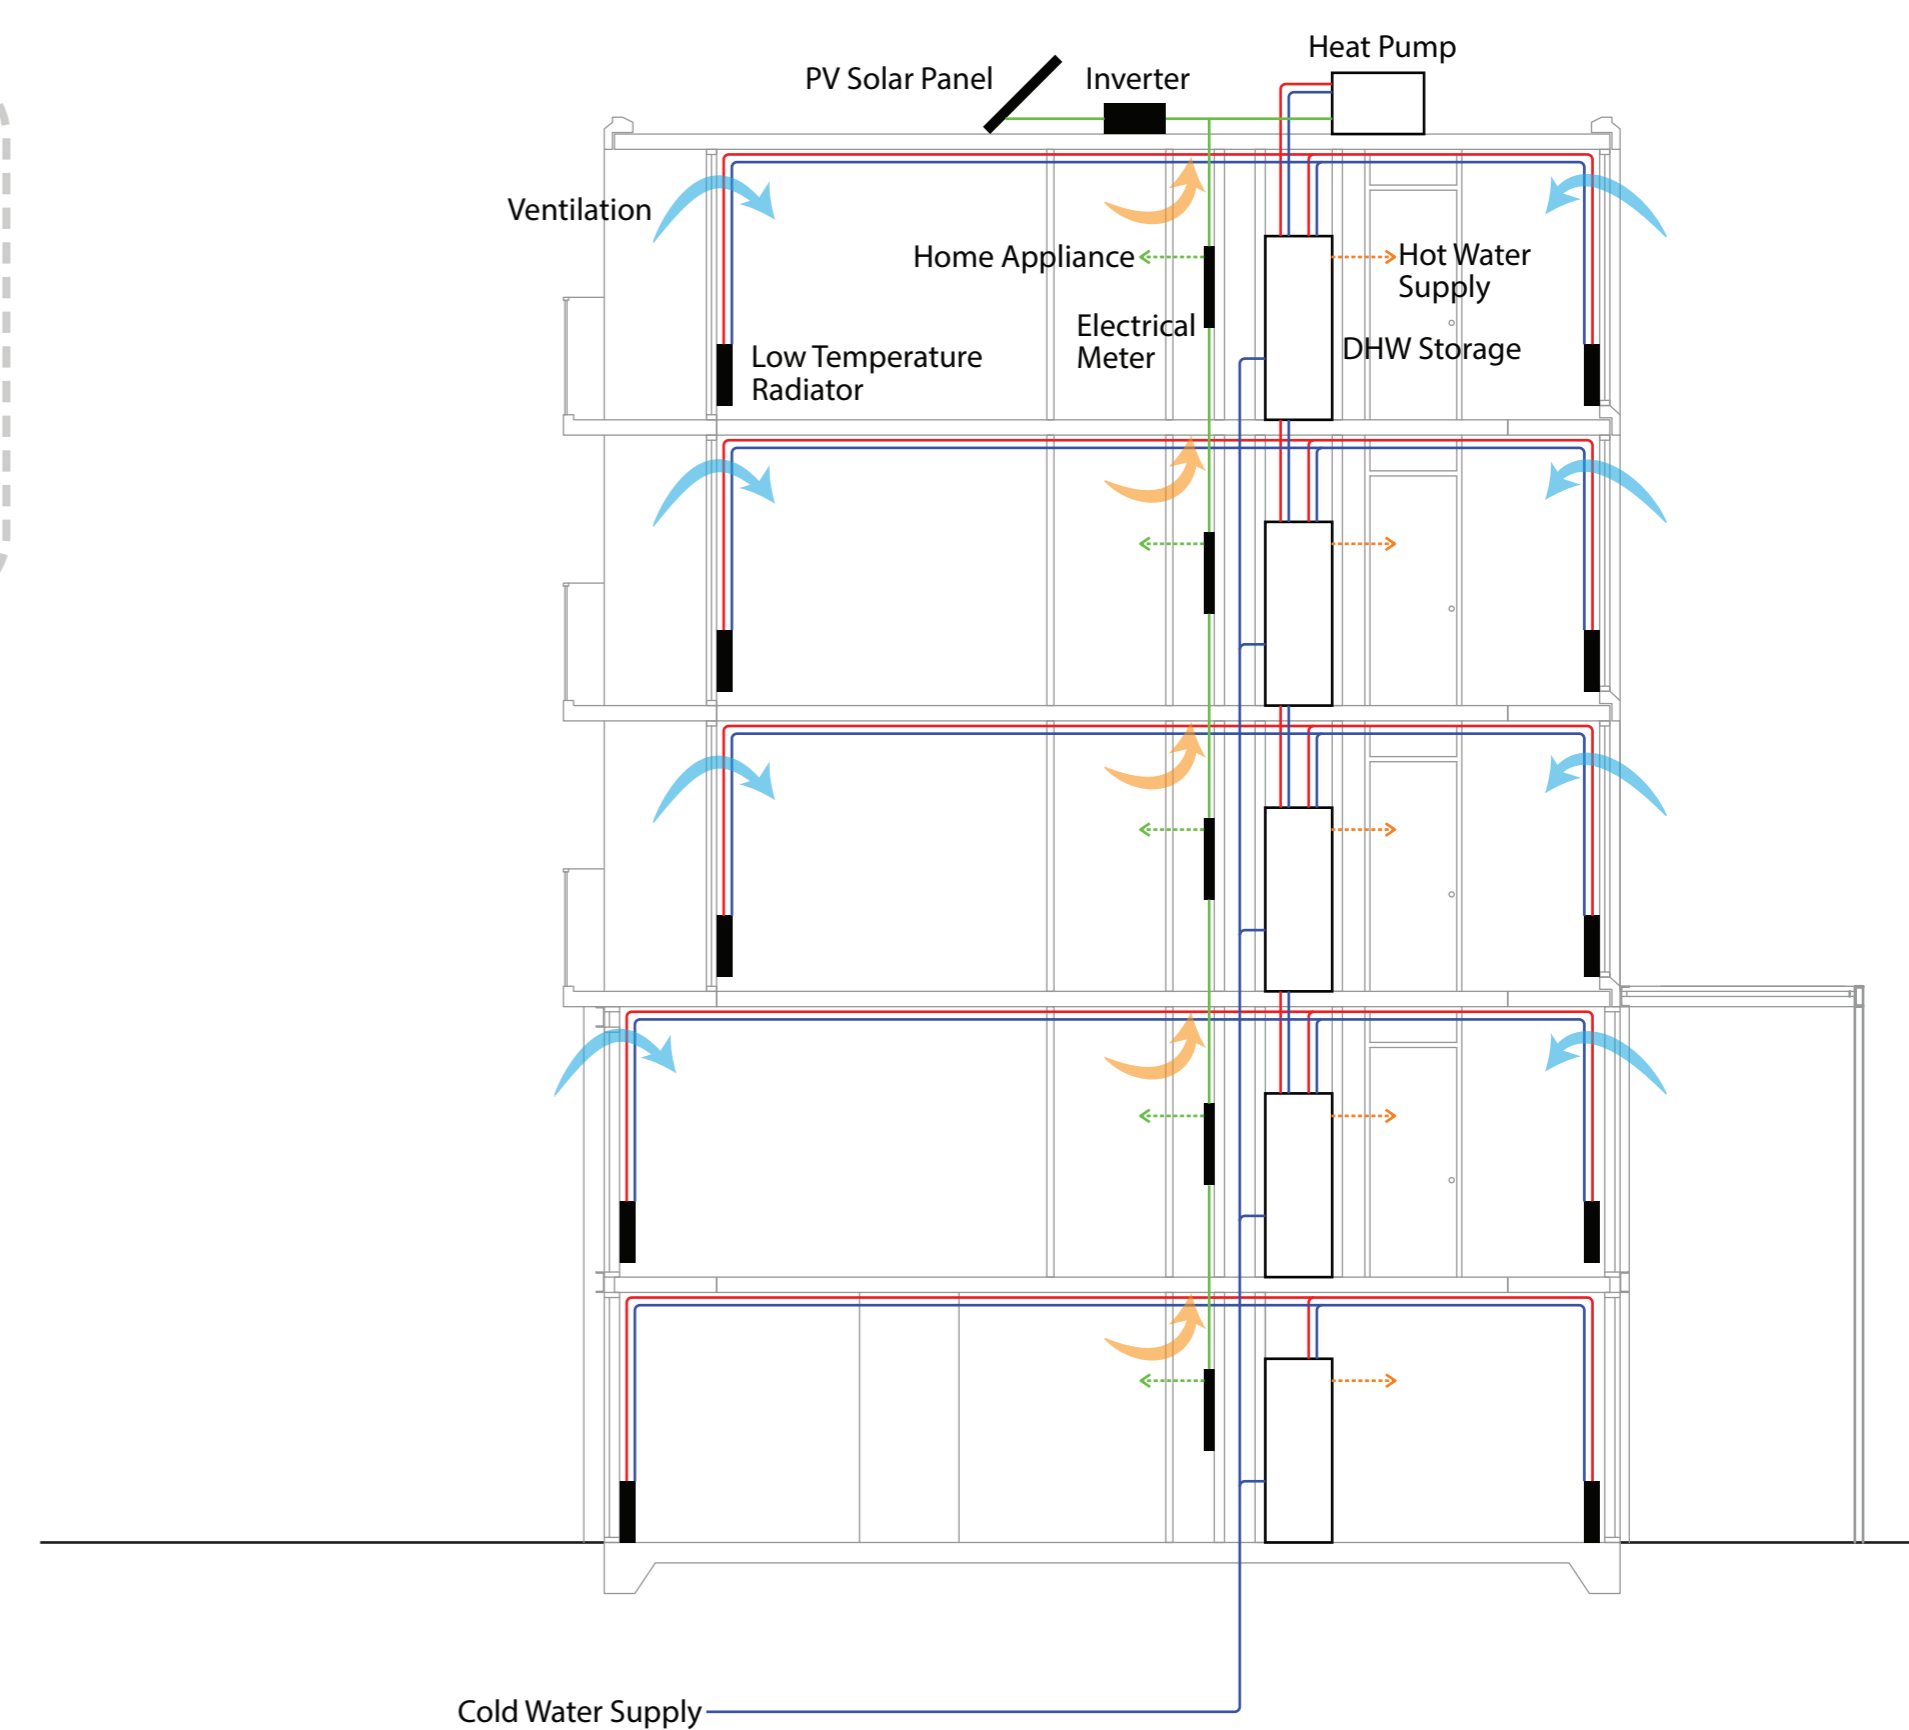 Heat Pump
PV Solar Panel
Inverter
Ventilation
Home Appliance
Hot Water
Supply
Electrical
Meter
DHW Storage
Low Temperature
Radiator
Cold Water Supply